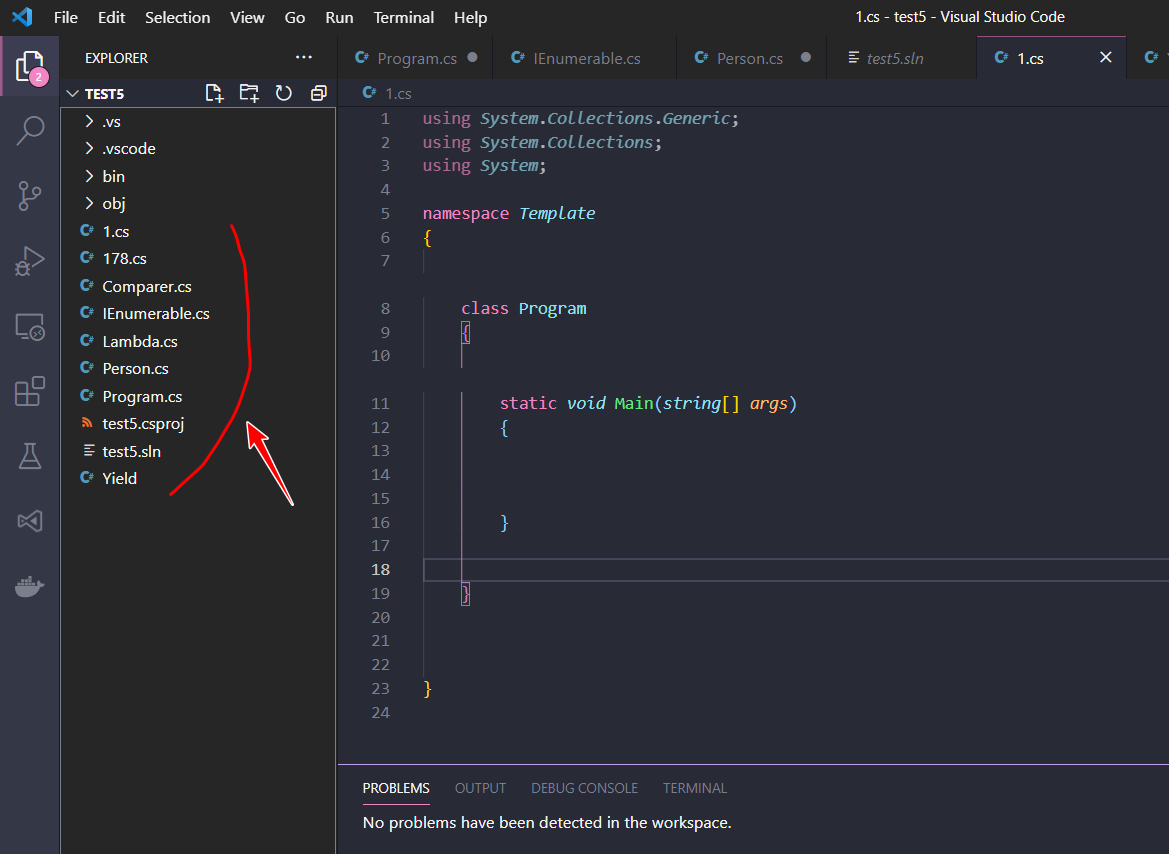 File Edit Selection View Go Run Terminal Help 1.cs - test5 - Visual Studio Code
EXPLORER ···
Program.cs IEnumerable.cs Person.cs test5.sln 1.cs
2
TEST5
1.cs
.vs
.vscode
bin
obj
1.cs
178.cs
Comparer.cs
IEnumerable.cs
Lambda.cs
Person.cs
Program.cs
test5.csproj
test5.sln
Yield
1 using System.Collections.Generic;
2 using System.Collections;
3 using System;
4
5 namespace Template
6 {
7
8 class Program
9 {
10
11 static void Main(string[] args)
12 {
13
14
15
16 }
17
18
19 }
20
21
22
23 }
24
PROBLEMS OUTPUT DEBUG CONSOLE TERMINAL
No problems have been detected in the workspace.